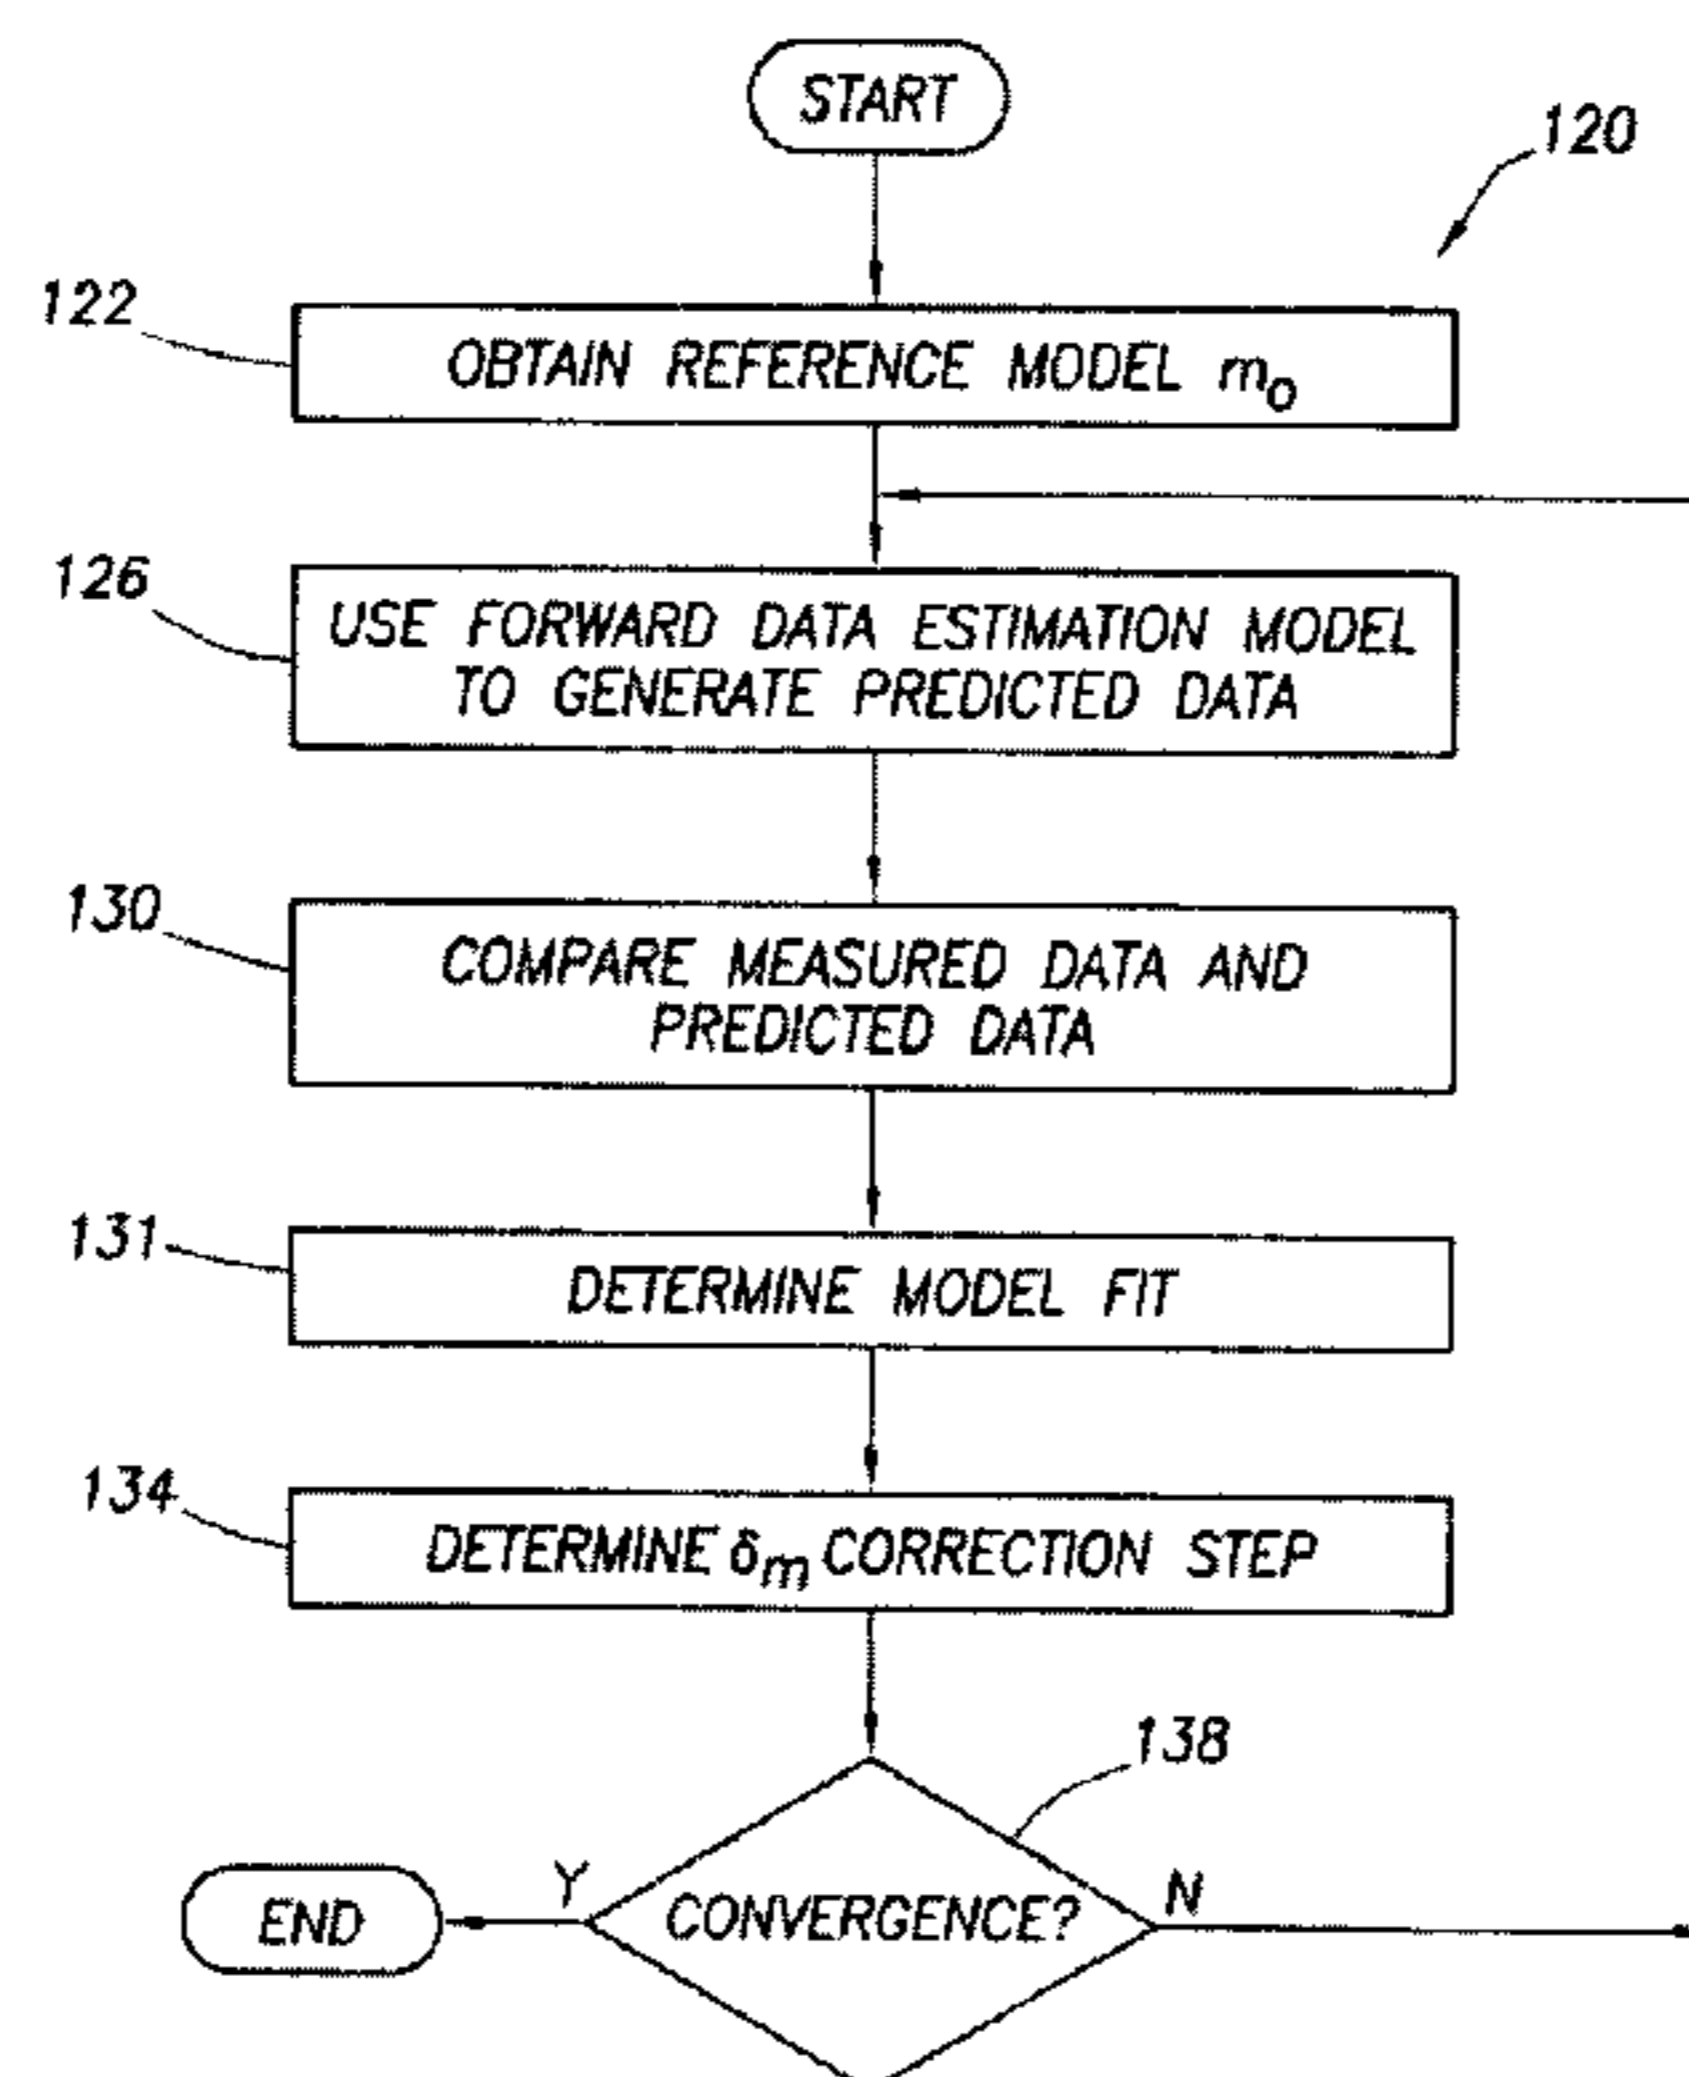 START
120
122
OBTAIN REFERENCE MODEL mo
126
USE FORWARD DATA ESTIMATION MODEL
TO GENERATE PREDICTED DATA
130
COMPARE MEASURED DATA AND
PREDICTED DATA
131
DETERMINE MODEL FIT
134
DETERMINE δm CORRECTION STEP
138
Y
N
END
CONVERGENCE?